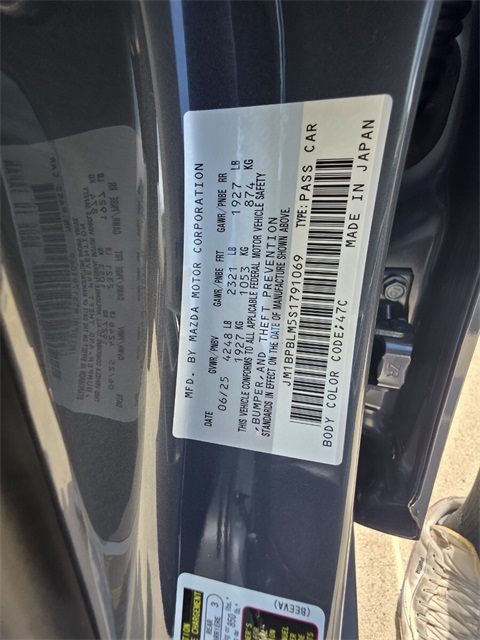 MFD. BY MAZDA MOTOR CORPORATION
DATE GVWR/PNBV GAWR/PNBE FRT GAWR/PNBE RR
06/25 4248 LB 2321 LB 1927 LB
1927 KG 1053 KG 874 KG
THIS VEHICLE CONFORMS TO ALL APPLICABLE FEDERAL MOTOR VEHICLE SAFETY
,BUMPER,AND THEFT PREVENTION
STANDARDS IN EFFECT ON THE DATE OF MANUFACTURE SHOWN ABOVE.
JM1BPBLM5S1791069 TYPE:PASS CAR
BODY COLOR CODE:47C MADE IN JAPAN
REAR 3
(BEEVA)